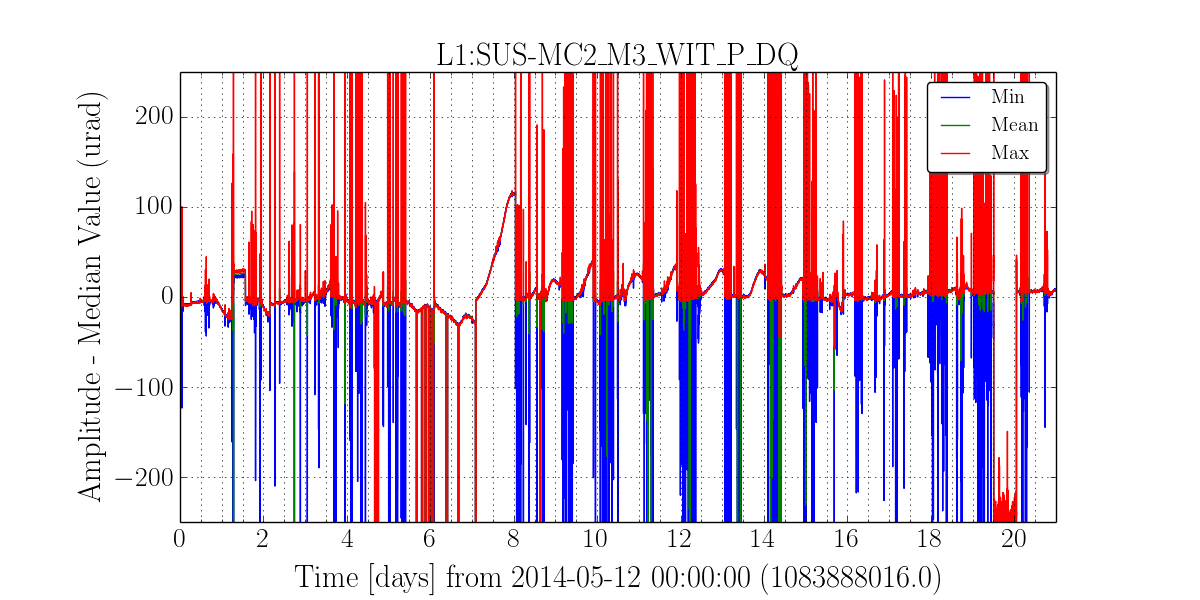 L1:SUS-MC2_M3_WIT_P_DQ
Amplitude - Median Value (urad)
200
100
0
−100
−200
Min
Mean
Max
0 2 4 6 8 10 12 14 16 18 20
Time [days] from 2014-05-12 00:00:00 (1083888016.0)